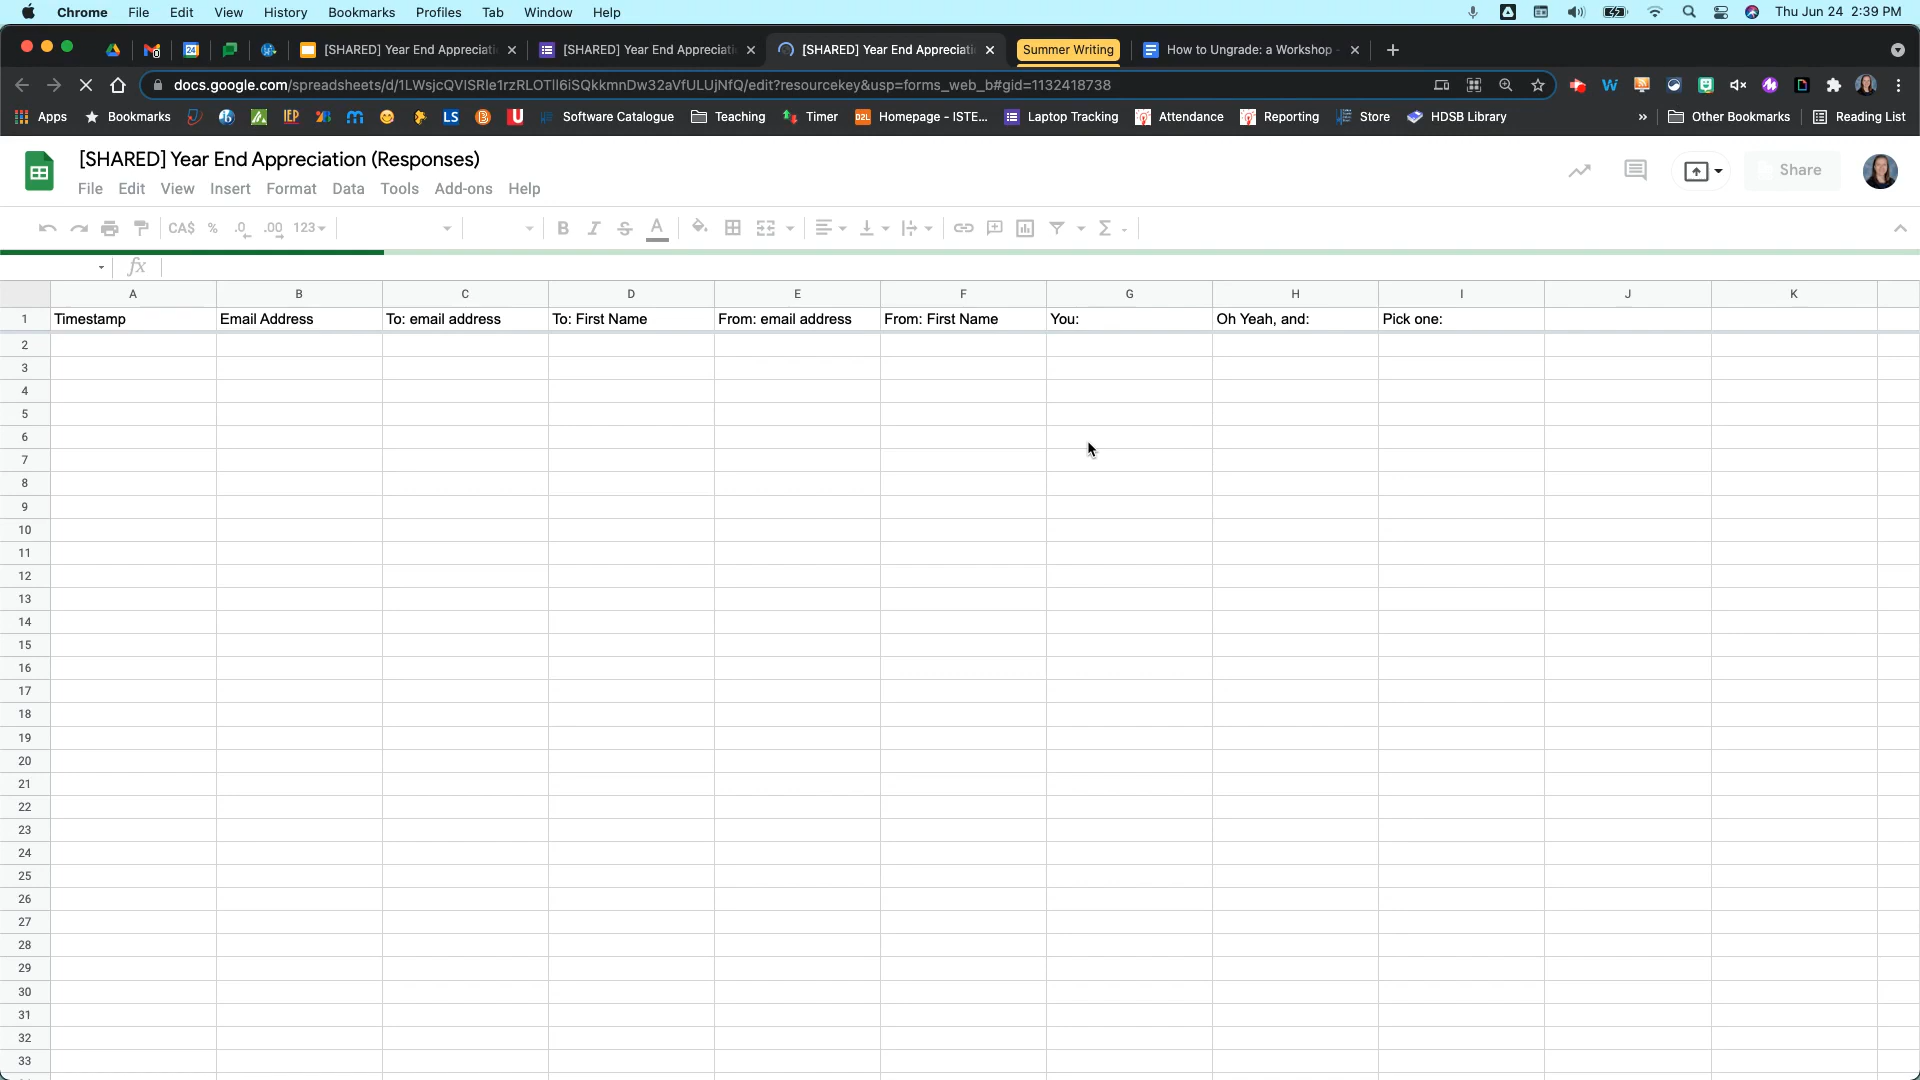 Chrome File Edit View History Bookmarks Profiles Tab Window Help Thu Jun 24 2:39 PM
[SHARED] Year End Appreciati [SHARED] Year End Appreciati [SHARED] Year End Appreciati Summer Writing How to Ungrade: a Workshop
docs.google.com/spreadsheets/d/1LWsjcQVISRIe1rzRLOTIl6iSQkkmnDw32aVfULUjNfQ/edit?resourcekey&usp=forms_web_b#gid=1132418738
Apps Bookmarks IEP LS Software Catalogue Teaching Timer D2L Homepage - ISTE... Laptop Tracking Attendance Reporting Store HDSB Library » Other Bookmarks Reading List
[SHARED] Year End Appreciation (Responses)
File Edit View Insert Format Data Tools Add-ons Help
Share
CA$ % .0 .00 123 B I S A Σ
fx
A B C D E F G H I J K
1 Timestamp Email Address To: email address To: First Name From: email address From: First Name You: Oh Yeah, and: Pick one:
2
3
4
5
6
7
8
9
10
11
12
13
14
15
16
17
18
19
20
21
22
23
24
25
26
27
28
29
30
31
32
33